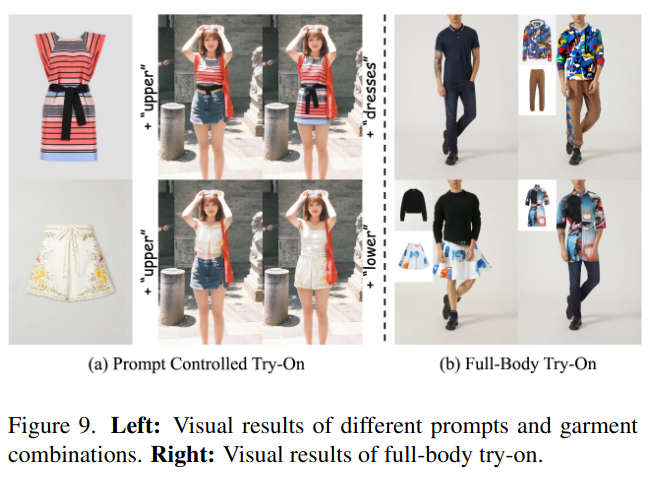 + "upper"
+ "dresses"
+ "upper"
+ "lower"
(a) Prompt Controlled Try-On
(b) Full-Body Try-On
Figure 9. Left: Visual results of different prompts and garment
combinations. Right: Visual results of full-body try-on.